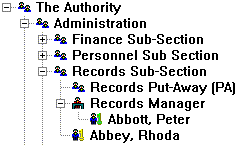 The Authority
Administration
Finance Sub-Section
Personnel Sub Section
Records Sub-Section
Records Put-Away (PA)
Records Manager
Abbott, Peter
Abbey, Rhoda